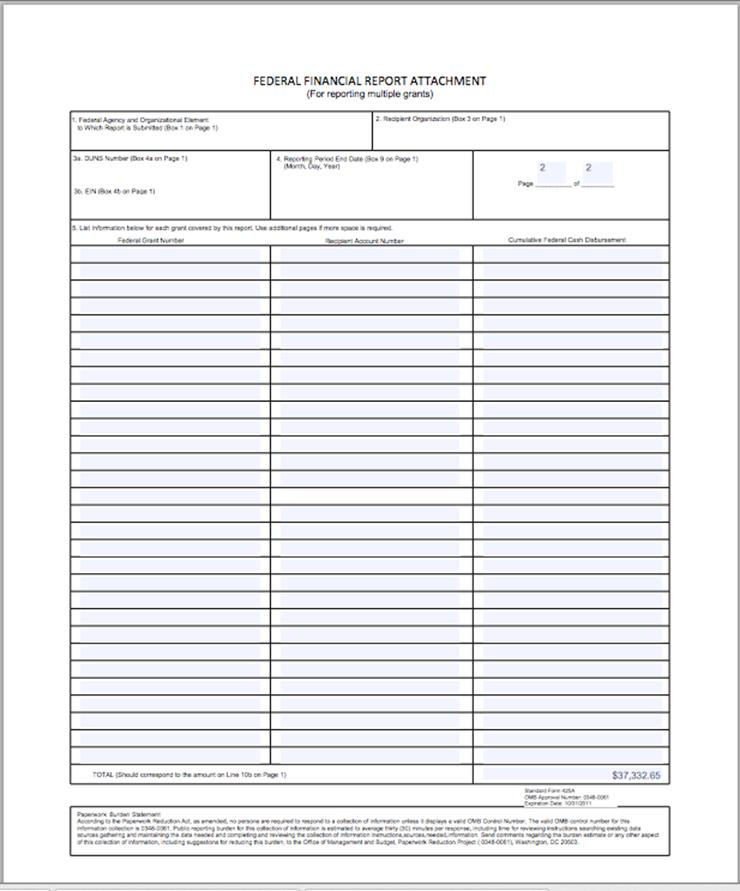 FEDERAL FINANCIAL REPORT ATTACHMENT
(For reporting multiple grants)
1. Federal Agency and Organizational Element
to Which Report is Submitted (Box 1 on Page 1)
2. Recipient Organization (Box 3 on Page 1)
3a. DUNS Number (Box 4a on Page 1)
4. Reporting Period End Date (Box 9 on Page 1)
(Month, Day, Year)
2 2
Page ________ of ________
3b. EIN (Box 4b on Page 1)
5. List information below for each grant covered by this report. Use additional pages if more space is required.
Federal Grant Number Recipient Account Number Cumulative Federal Cash Disbursement
TOTAL (Should correspond to the amount on Line 10b on Page 1) $37,332.65
Standard Form 425A
OMB Approval Number: 0348-0061
Expiration Date: 10/31/2011
Paperwork Burden Statement
According to the Paperwork Reduction Act, as amended, no persons are required to respond to a collection of information unless it displays a valid OMB Control Number. The valid OMB control number for this
information collection is 0348-0061. Public reporting burden for this collection of information is estimated to average thirty (30) minutes per response, including time for reviewing instructions searching existing data
sources gathering and maintaining the data needed and completing and reviewing the collection of information instructions,sources,needed,information. Send comments regarding the burden estimate or any other aspect
of this collection of information, including suggestions for reducing this burden, to the Office of Management and Budget, Paperwork Reduction Project ( 0348-0061), Washington, DC 20503.